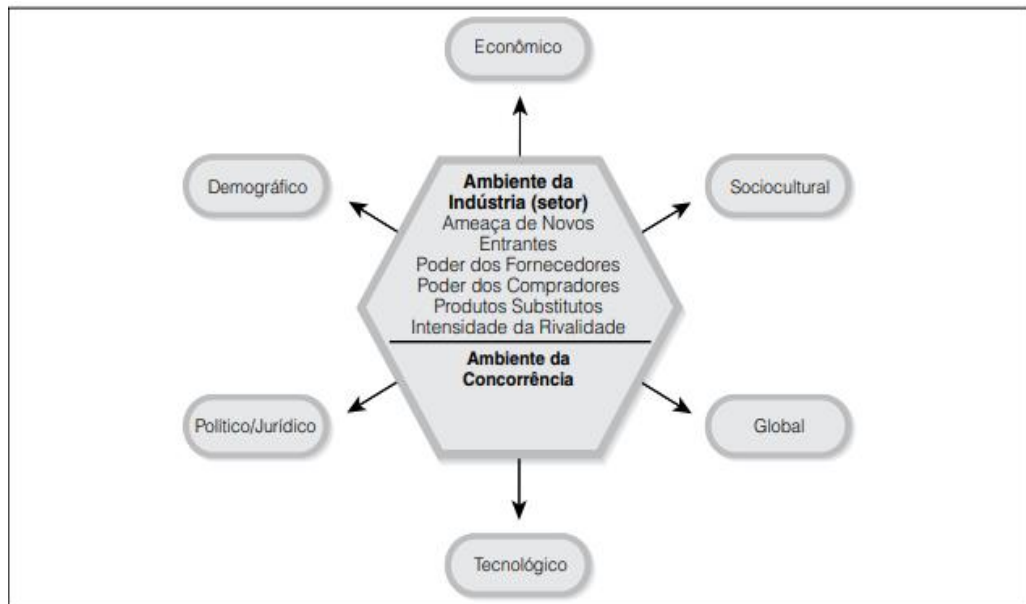 Econômico
Demográfico
Sociocultural
Ambiente da
Indústria (setor)
Ameaça de Novos
Entrantes
Poder dos Fornecedores
Poder dos Compradores
Produtos Substitutos
Intensidade da Rivalidade
Ambiente da
Concorrência
Político/Jurídico
Global
Tecnológico